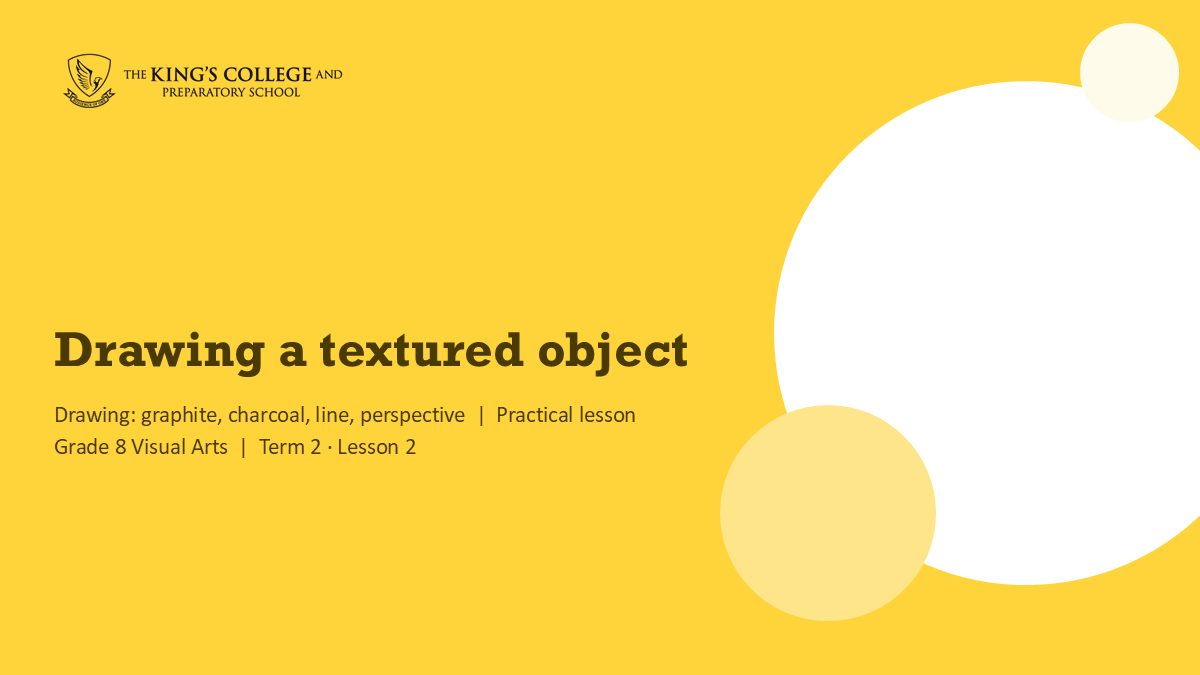 THE KING'S COLLEGE AND
PREPARATORY SCHOOL
Drawing a textured object
Drawing: graphite, charcoal, line, perspective | Practical lesson
Grade 8 Visual Arts | Term 2 · Lesson 2